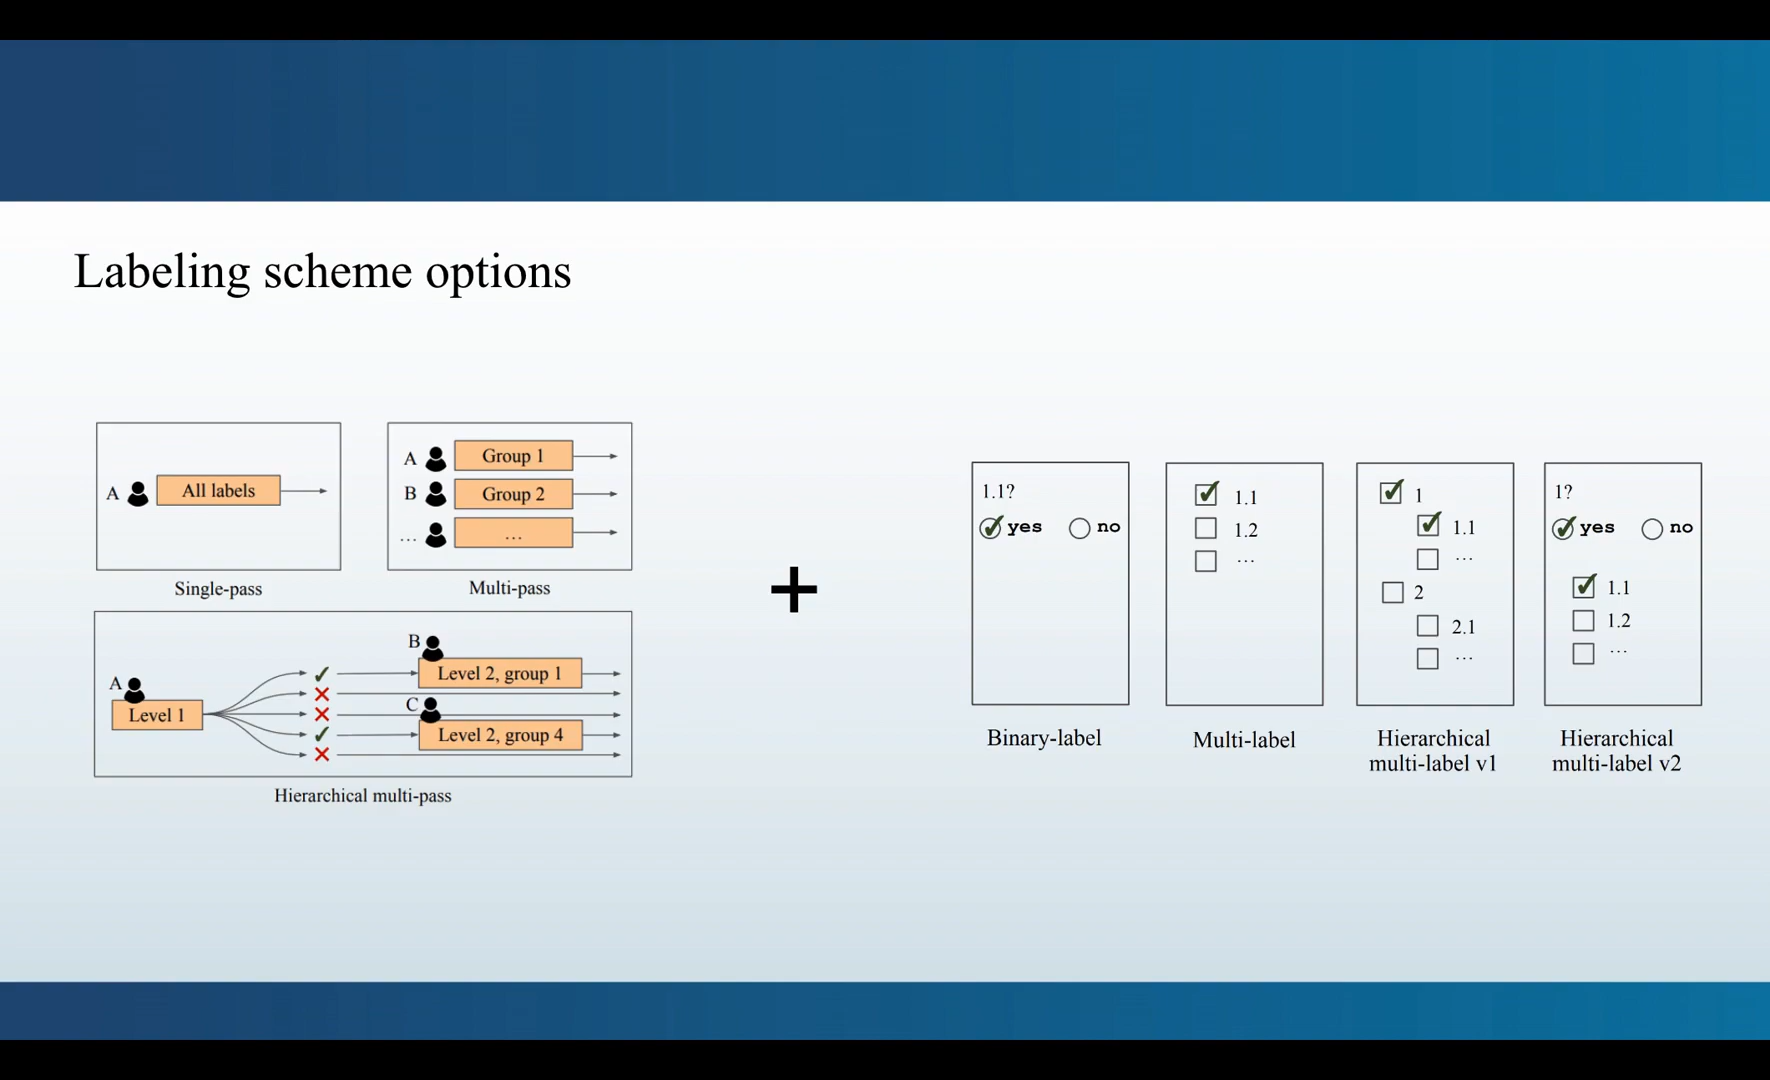 Labeling scheme options
A
All labels
Single-pass
A
Group 1
B
Group 2
...
...
Multi-pass
A
Level 1
B
Level 2, group 1
C
Level 2, group 4
Hierarchical multi-pass
+
1.1?
yes no
Binary-label
1.1
1.2
...
Multi-label
1
1.1
...
2
2.1
...
Hierarchical
multi-label v1
1?
yes no
1.1
1.2
...
Hierarchical
multi-label v2